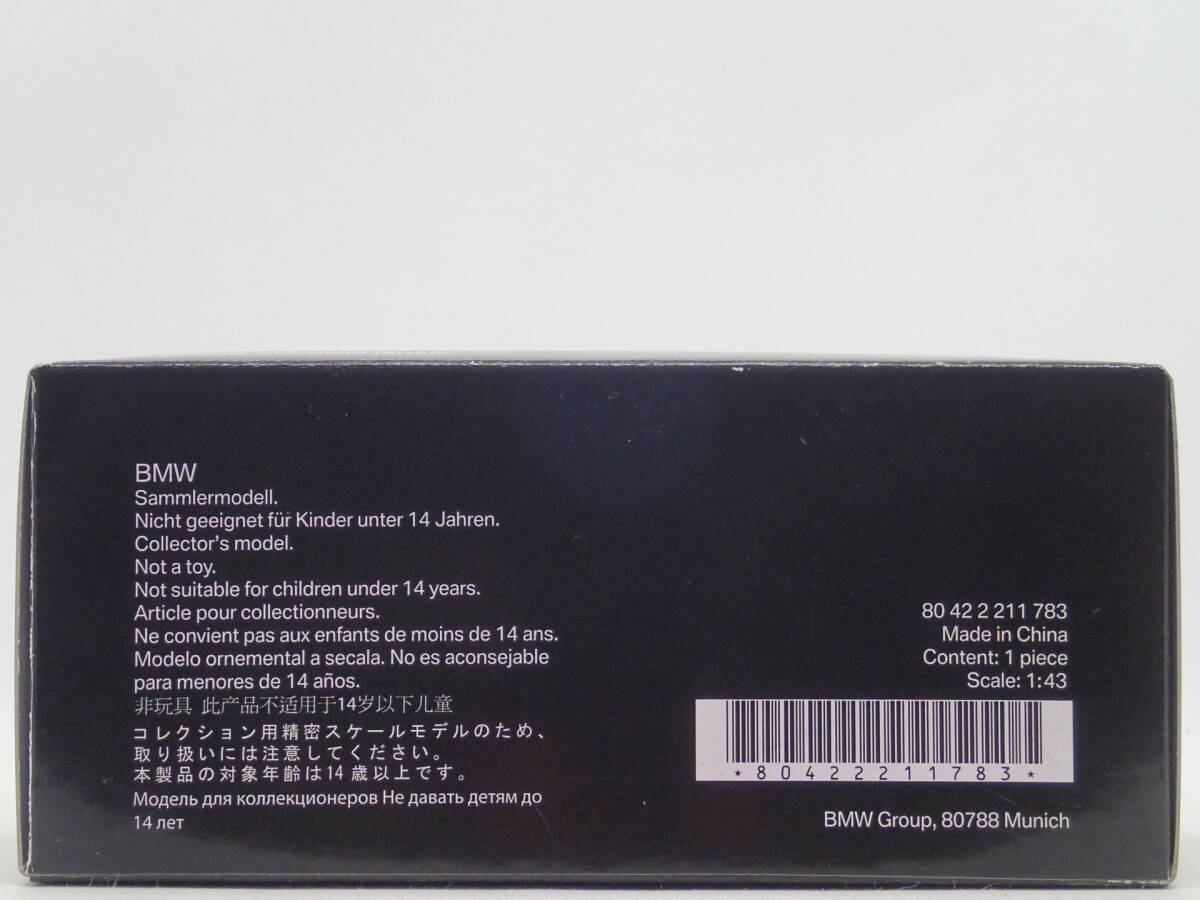 BMW
Sammlermodell.
Nicht geeignet für Kinder unter 14 Jahren.
Collector's model.
Not a toy.
Not suitable for children under 14 years.
Article pour collectionneurs.
Ne convient pas aux enfants de moins de 14 ans.
Modelo ornemental a secala. No es aconsejable
para menores de 14 años.
非玩具 此产品不适用于14岁以下儿童
コレクション用精密スケールモデルのため、
取り扱いには注意してください。
本製品の対象年齢は14歳以上です。
Модель для коллекционеров Не давать детям до
14 лет
80 42 2 211 783
Made in China
Content: 1 piece
Scale: 1:43
*80422211783*
BMW Group, 80788 Munich